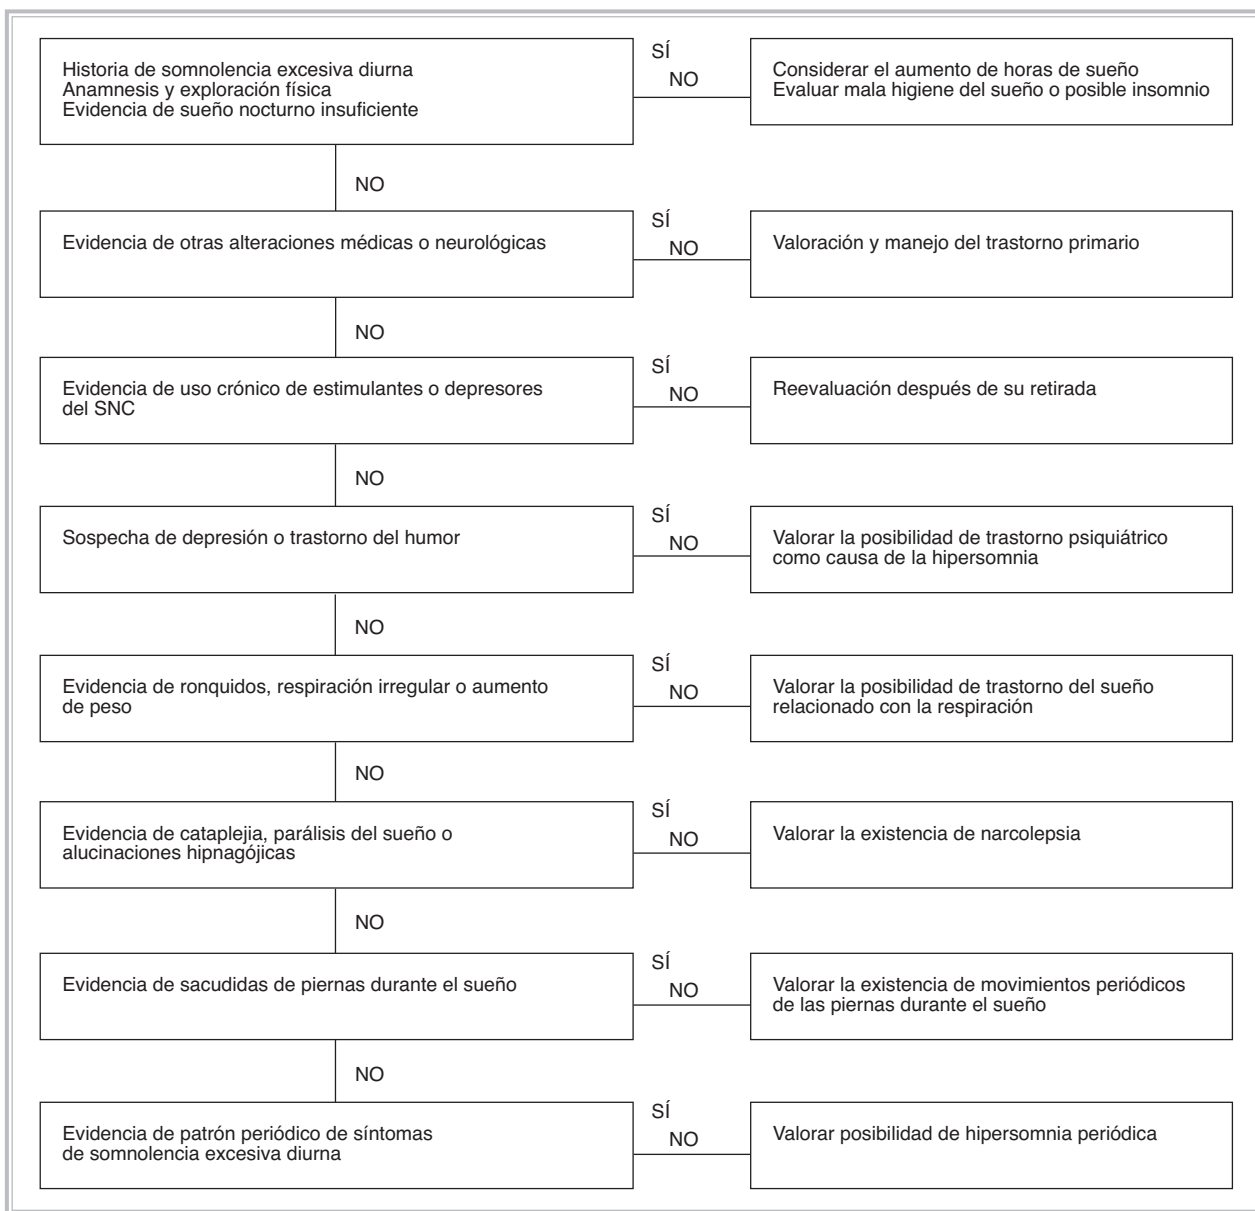 Historia de somnolencia excesiva diurna
Anamnesis y exploración física
Evidencia de sueño nocturno insuficiente
SÍ
NO
Considerar el aumento de horas de sueño
Evaluar mala higiene del sueño o posible insomnio
NO
Evidencia de otras alteraciones médicas o neurológicas
SÍ
NO
Valoración y manejo del trastorno primario
NO
Evidencia de uso crónico de estimulantes o depresores
del SNC
SÍ
NO
Reevaluación después de su retirada
NO
Sospecha de depresión o trastorno del humor
SÍ
NO
Valorar la posibilidad de trastorno psiquiátrico
como causa de la hipersomnia
NO
Evidencia de ronquidos, respiración irregular o aumento
de peso
SÍ
NO
Valorar la posibilidad de trastorno del sueño
relacionado con la respiración
NO
Evidencia de cataplejia, parálisis del sueño o
alucinaciones hipnagójicas
SÍ
NO
Valorar la existencia de narcolepsia
NO
Evidencia de sacudidas de piernas durante el sueño
SÍ
NO
Valorar la existencia de movimientos periódicos
de las piernas durante el sueño
NO
Evidencia de patrón periódico de síntomas
de somnolencia excesiva diurna
SÍ
NO
Valorar posibilidad de hipersomnia periódica